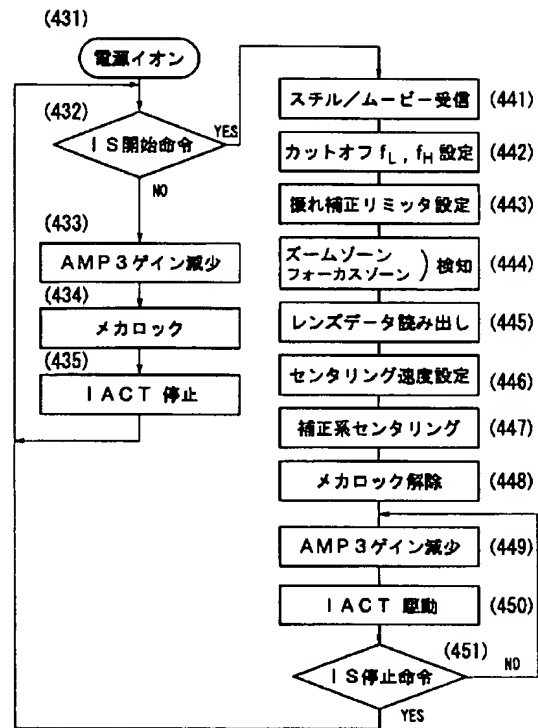 (431)
電源イオン
(432)
IS開始命令
YES
NO
(433)
AMP3ゲイン減少
(434)
メカロック
(435)
IACT 停止
スチル/ムービー受信 (441)
カットオフ fL , fH 設定 (442)
振れ補正リミッタ設定 (443)
ズームゾーン
フォーカスゾーン ) 検知 (444)
レンズデータ読み出し (445)
センタリング速度設定 (446)
補正系センタリング (447)
メカロック解除 (448)
AMP3ゲイン減少 (449)
IACT 駆動 (450)
(451)
IS停止命令
NO
YES